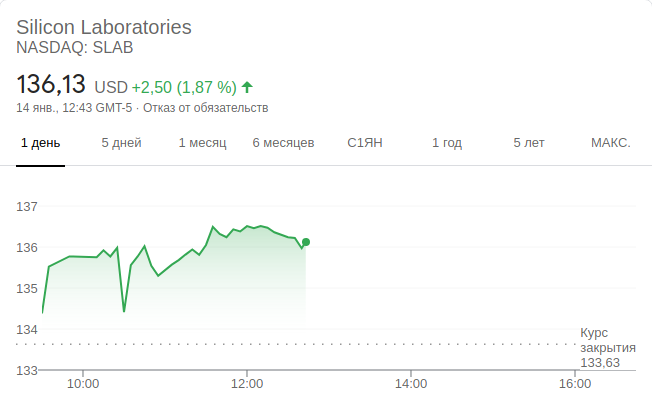 Silicon Laboratories
NASDAQ: SLAB
136,13 USD +2,50 (1,87 %)
14 янв., 12:43 GMT-5 · Отказ от обязательств
1 день 5 дней 1 месяц 6 месяцев С1ЯН 1 год 5 лет МАКС.
137
136
135
134
Курс
закрытия
133,63
133
10:00 12:00 14:00 16:00